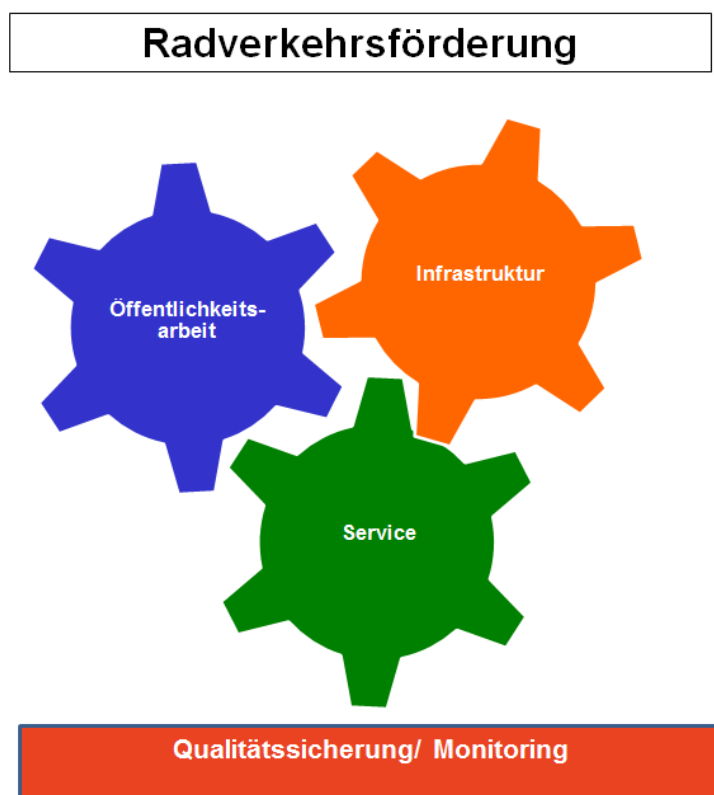 Radverkehrsförderung
Infrastruktur
Öffentlichkeits-
arbeit
Service
Qualitätssicherung/ Monitoring